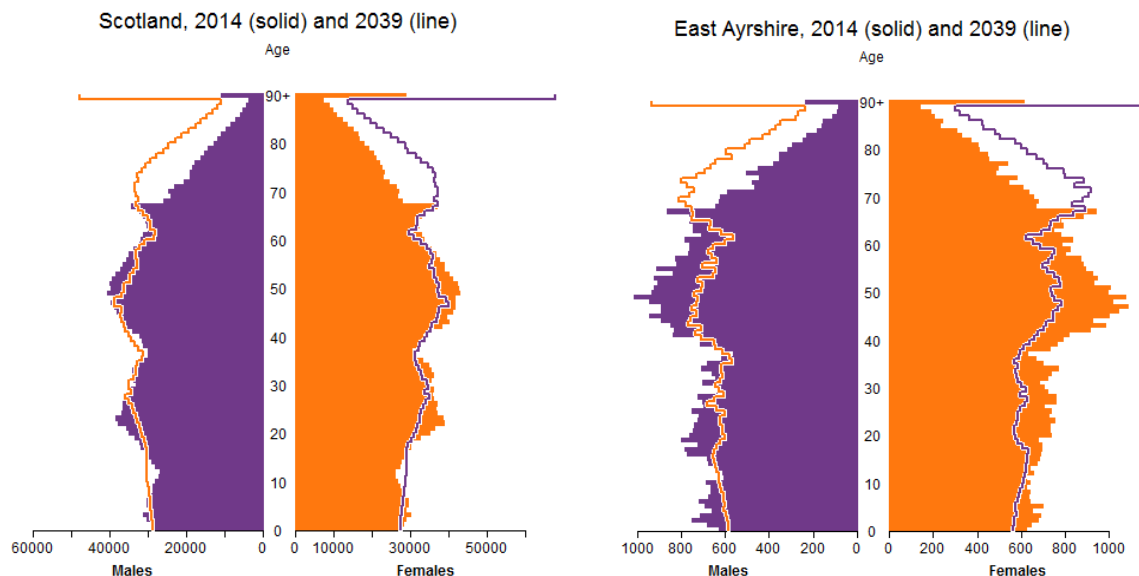 Scotland, 2014 (solid) and 2039 (line)
Age
90+
80
70
60
50
40
30
20
10
0
60000 40000 20000 0 0 10000 30000 50000
Males Females
East Ayrshire, 2014 (solid) and 2039 (line)
Age
90+
80
70
60
50
40
30
20
10
0
1000 800 600 400 200 0 0 200 400 600 800 1000
Males Females